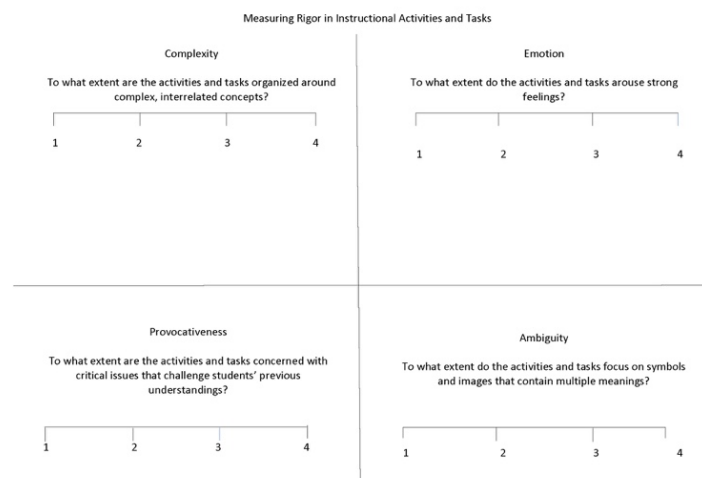 Measuring Rigor in Instructional Activities and Tasks
Complexity
To what extent are the activities and tasks organized around
complex, interrelated concepts?
1 2 3 4
Emotion
To what extent do the activities and tasks arouse strong
feelings?
1 2 3 4
Provocativeness
To what extent are the activities and tasks concerned with
critical issues that challenge students' previous
understandings?
1 2 3 4
Ambiguity
To what extent do the activities and tasks focus on symbols
and images that contain multiple meanings?
1 2 3 4